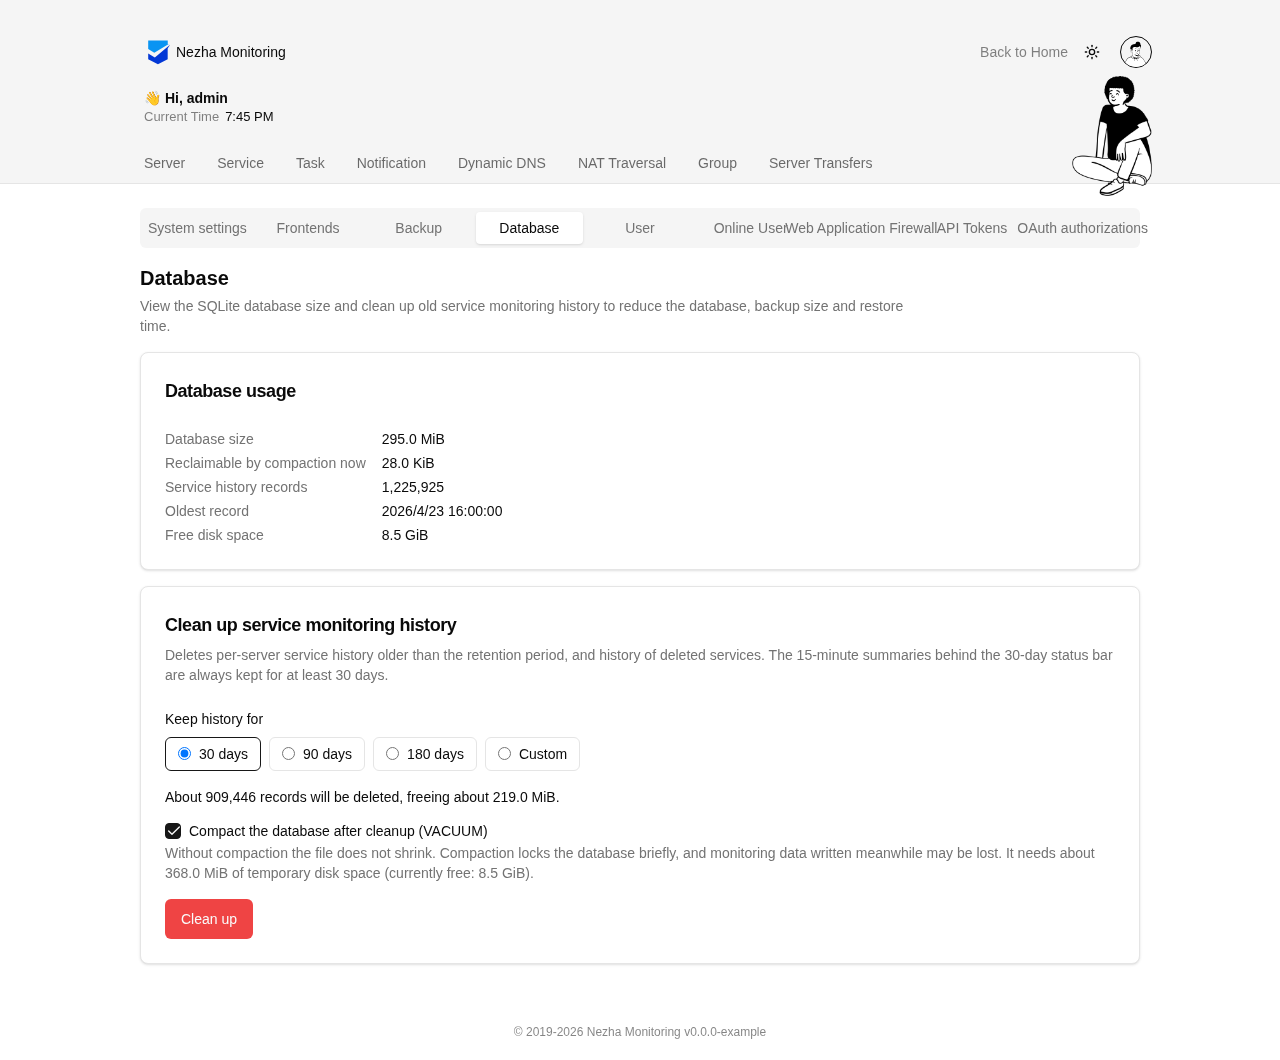 Nezha Monitoring
Back to Home
👋 Hi, admin
Current Time 7:45 PM
Server Service Task Notification Dynamic DNS NAT Traversal Group Server Transfers
System settings Frontends Backup Database User Online User Web Application Firewall API Tokens OAuth authorizations
Database
View the SQLite database size and clean up old service monitoring history to reduce the database, backup size and restore
time.
Database usage
Database size 295.0 MiB
Reclaimable by compaction now 28.0 KiB
Service history records 1,225,925
Oldest record 2026/4/23 16:00:00
Free disk space 8.5 GiB
Clean up service monitoring history
Deletes per-server service history older than the retention period, and history of deleted services. The 15-minute summaries behind the 30-day status bar
are always kept for at least 30 days.
Keep history for
30 days 90 days 180 days Custom
About 909,446 records will be deleted, freeing about 219.0 MiB.
Compact the database after cleanup (VACUUM)
Without compaction the file does not shrink. Compaction locks the database briefly, and monitoring data written meanwhile may be lost. It needs about
368.0 MiB of temporary disk space (currently free: 8.5 GiB).
Clean up
© 2019-2026 Nezha Monitoring v0.0.0-example